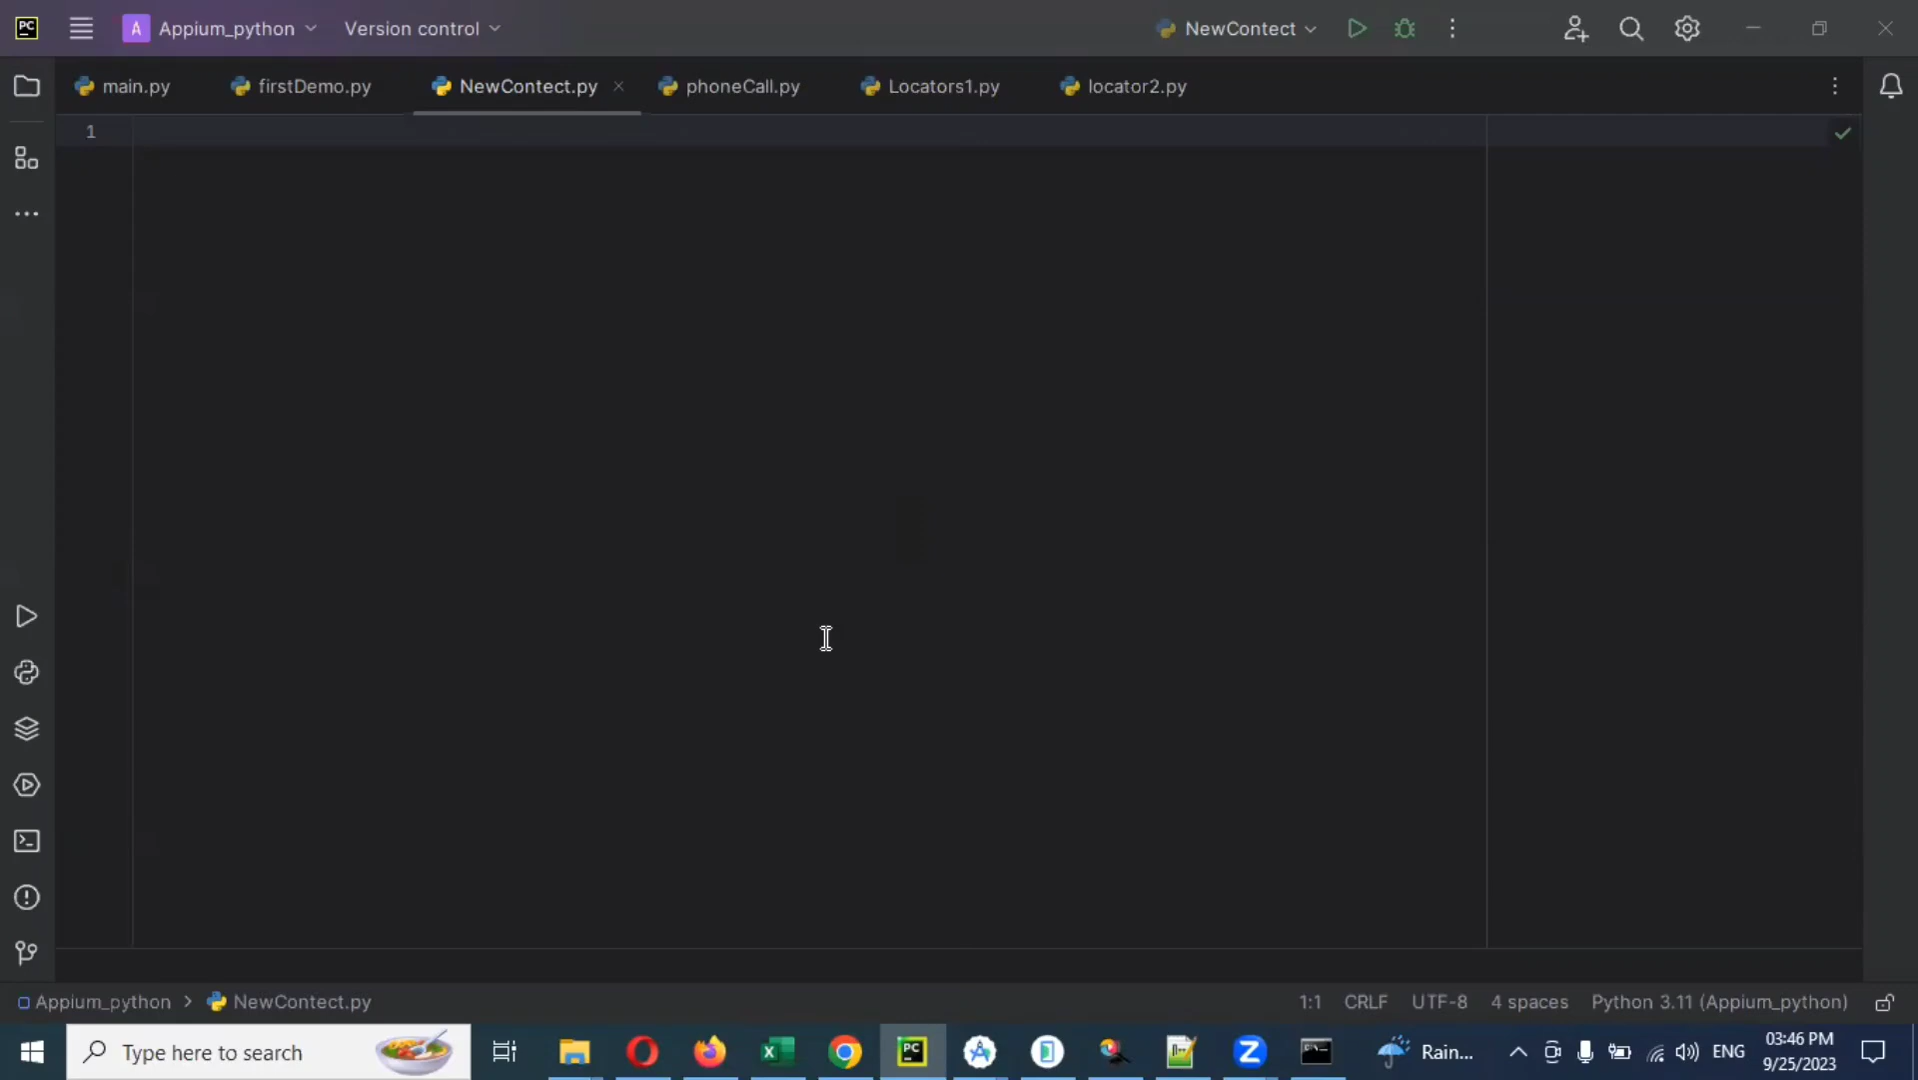 PC A Appium_python Version control NewContect
main.py firstDemo.py NewContect.py phoneCall.py Locators1.py locator2.py
1
Appium_python > NewContect.py 1:1 CRLF UTF-8 4 spaces Python 3.11 (Appium_python)
Type here to search PC Rain... ENG 03:46 PM
9/25/2023